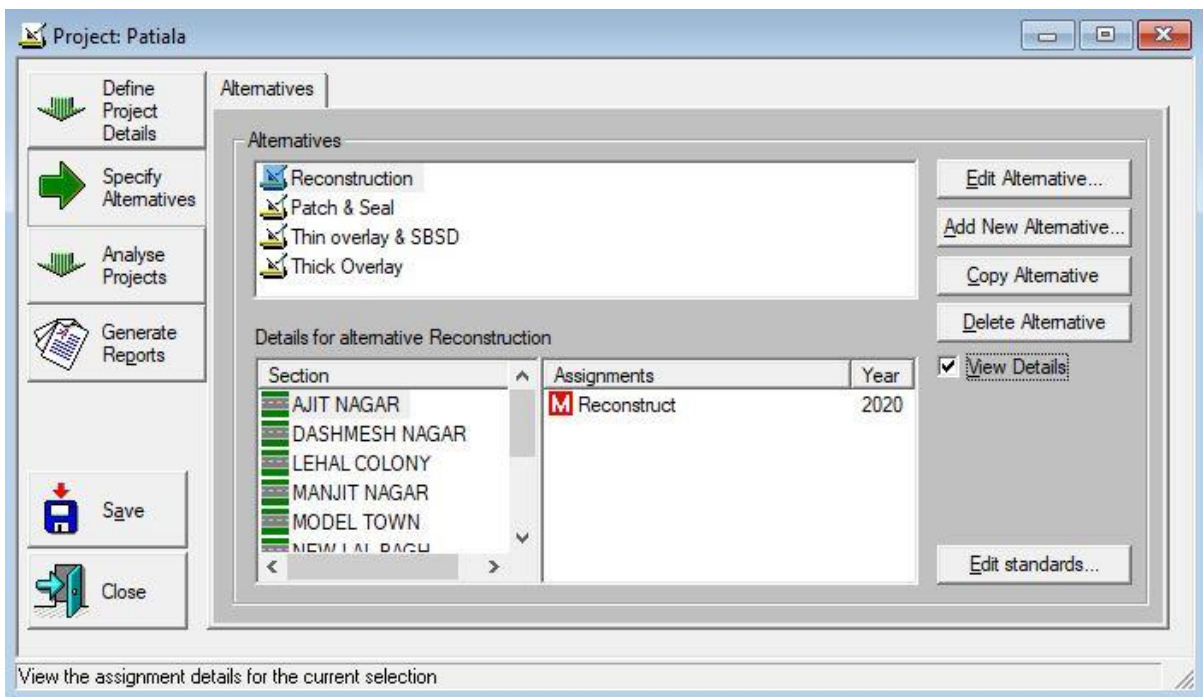 Project: Patiala
Define
Project
Details
Specify
Alternatives
Analyse
Projects
Generate
Reports
Save
Close
Alternatives
Alternatives
Reconstruction
Patch & Seal
Thin overlay & SBSD
Thick Overlay
Edit Alternative...
Add New Alternative...
Copy Alternative
Delete Alternative
View Details
Details for alternative Reconstruction
Section
AJIT NAGAR
DASHMESH NAGAR
LEHAL COLONY
MANJIT NAGAR
MODEL TOWN
NEW LAL BAGH
Assignments Year
M Reconstruct 2020
Edit standards...
View the assignment details for the current selection